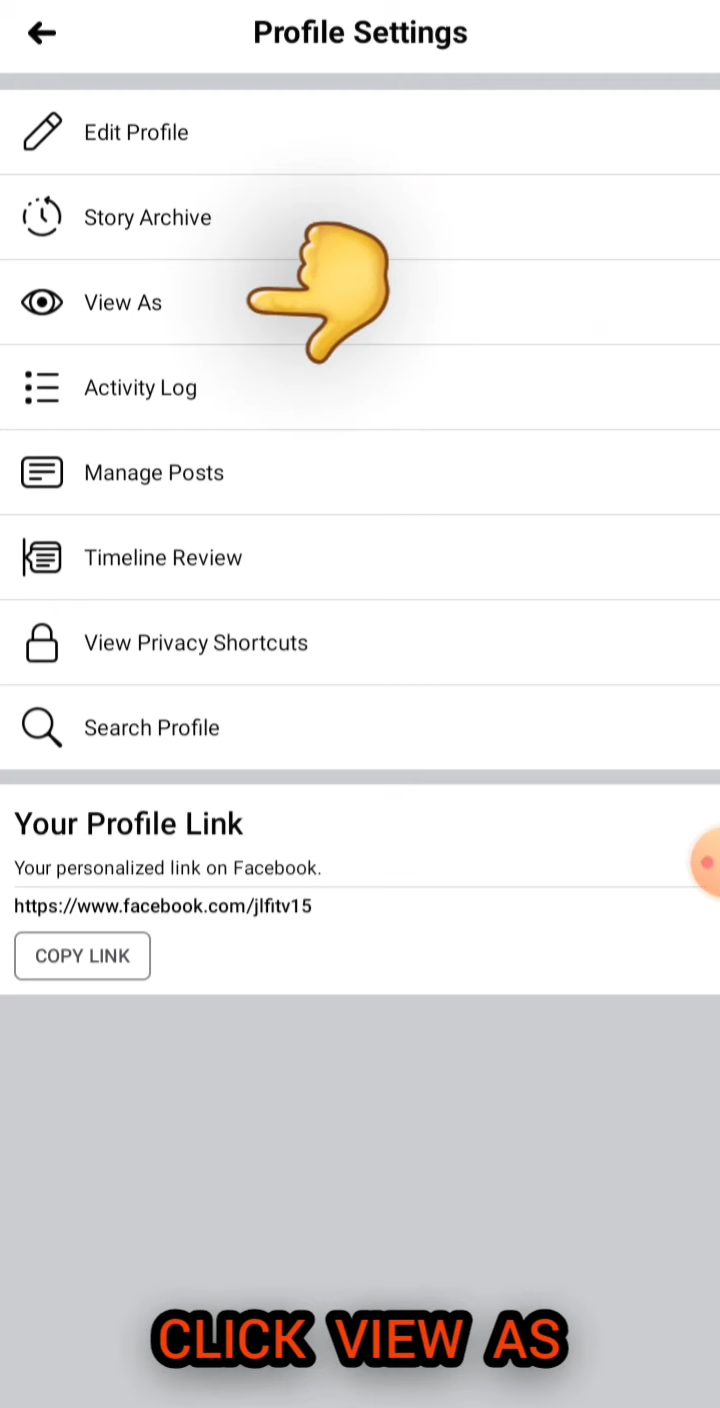 Profile Settings
Edit Profile
Story Archive
View As
Activity Log
Manage Posts
Timeline Review
View Privacy Shortcuts
Search Profile
Your Profile Link
Your personalized link on Facebook.
https://www.facebook.com/jlfitv15
COPY LINK
CLICK VIEW AS